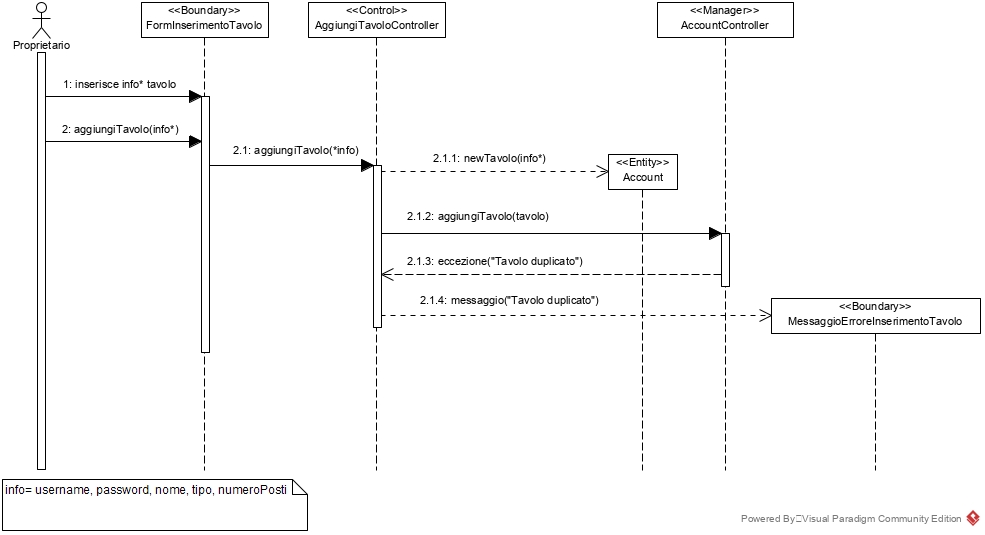 Proprietario
<<Boundary>>
FormInserimentoTavolo
<<Control>>
AggiungiTavoloController
<<Manager>>
AccountController
1: inserisce info* tavolo
2: aggiungiTavolo(info*)
2.1: aggiungiTavolo(*info)
2.1.1: newTavolo(info*)
<<Entity>>
Account
2.1.2: aggiungiTavolo(tavolo)
2.1.3: eccezione("Tavolo duplicato")
2.1.4: messaggio("Tavolo duplicato")
<<Boundary>>
MessaggioErroreInserimentoTavolo
info= username, password, nome, tipo, numeroPosti
Powered By Visual Paradigm Community Edition